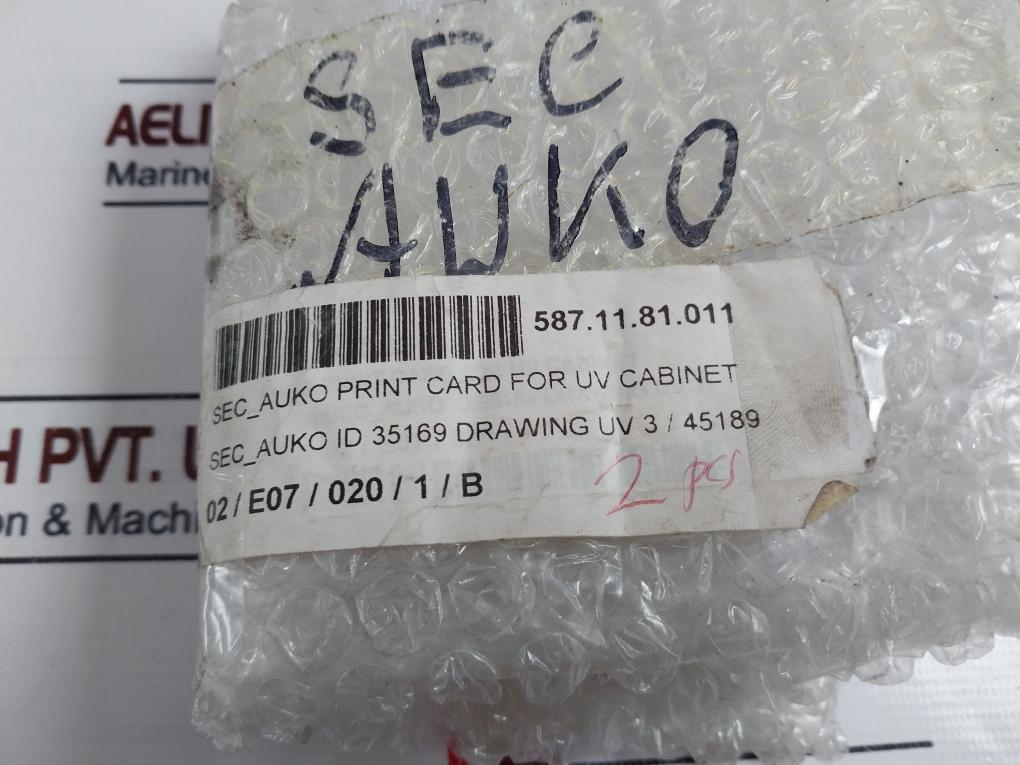 SEC
AUKO
AELI
Marine
587.11.81.011
SEC_AUKO PRINT CARD FOR UV CABINET
SEC_AUKO ID 35169 DRAWING UV 3 / 45189
02 / E07 / 020 / 1 / B
2 pcs
H PVT.
on & Machi